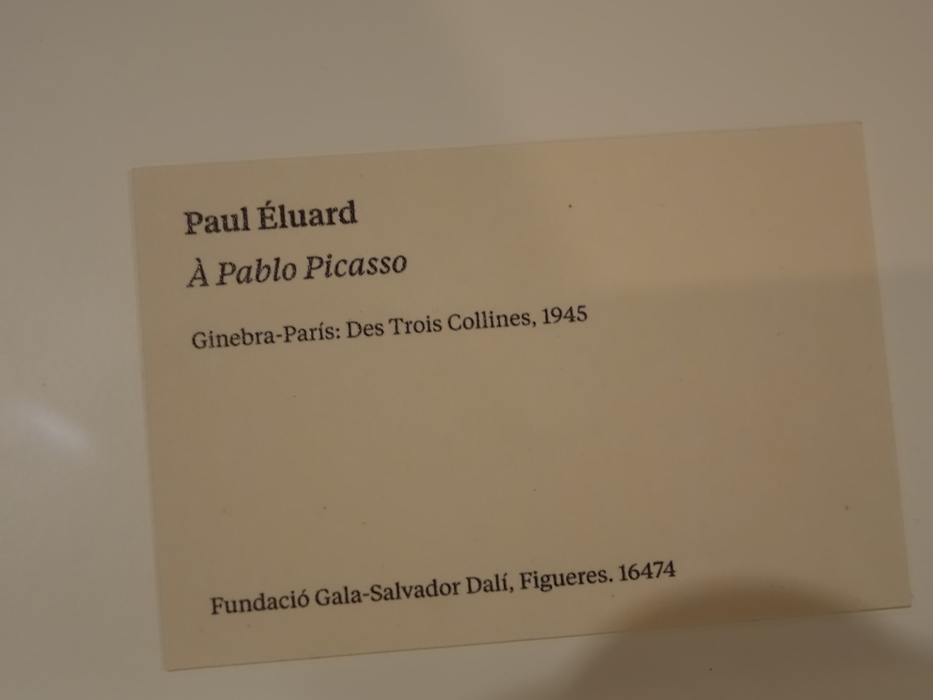 Paul Éluard
À Pablo Picasso
Ginebra-París: Des Trois Collines, 1945
Fundació Gala-Salvador Dalí, Figueres. 16474